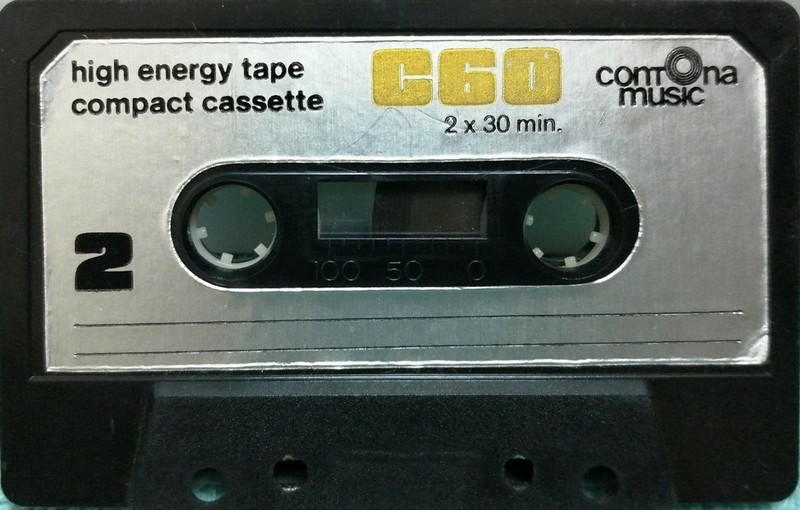 high energy tape
compact cassette
C60
2 x 30 min.
contona
music
2
100 50 0